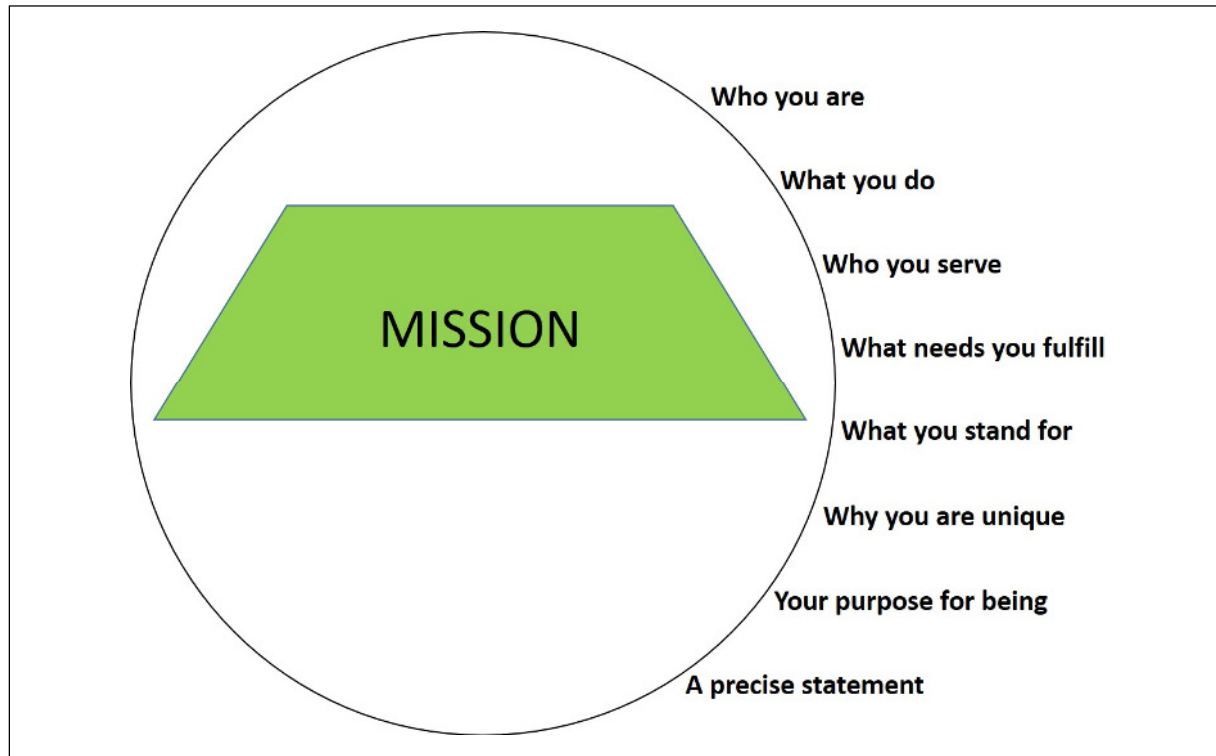 Who you are
What you do
Who you serve
MISSION
What needs you fulfill
What you stand for
Why you are unique
Your purpose for being
A precise statement